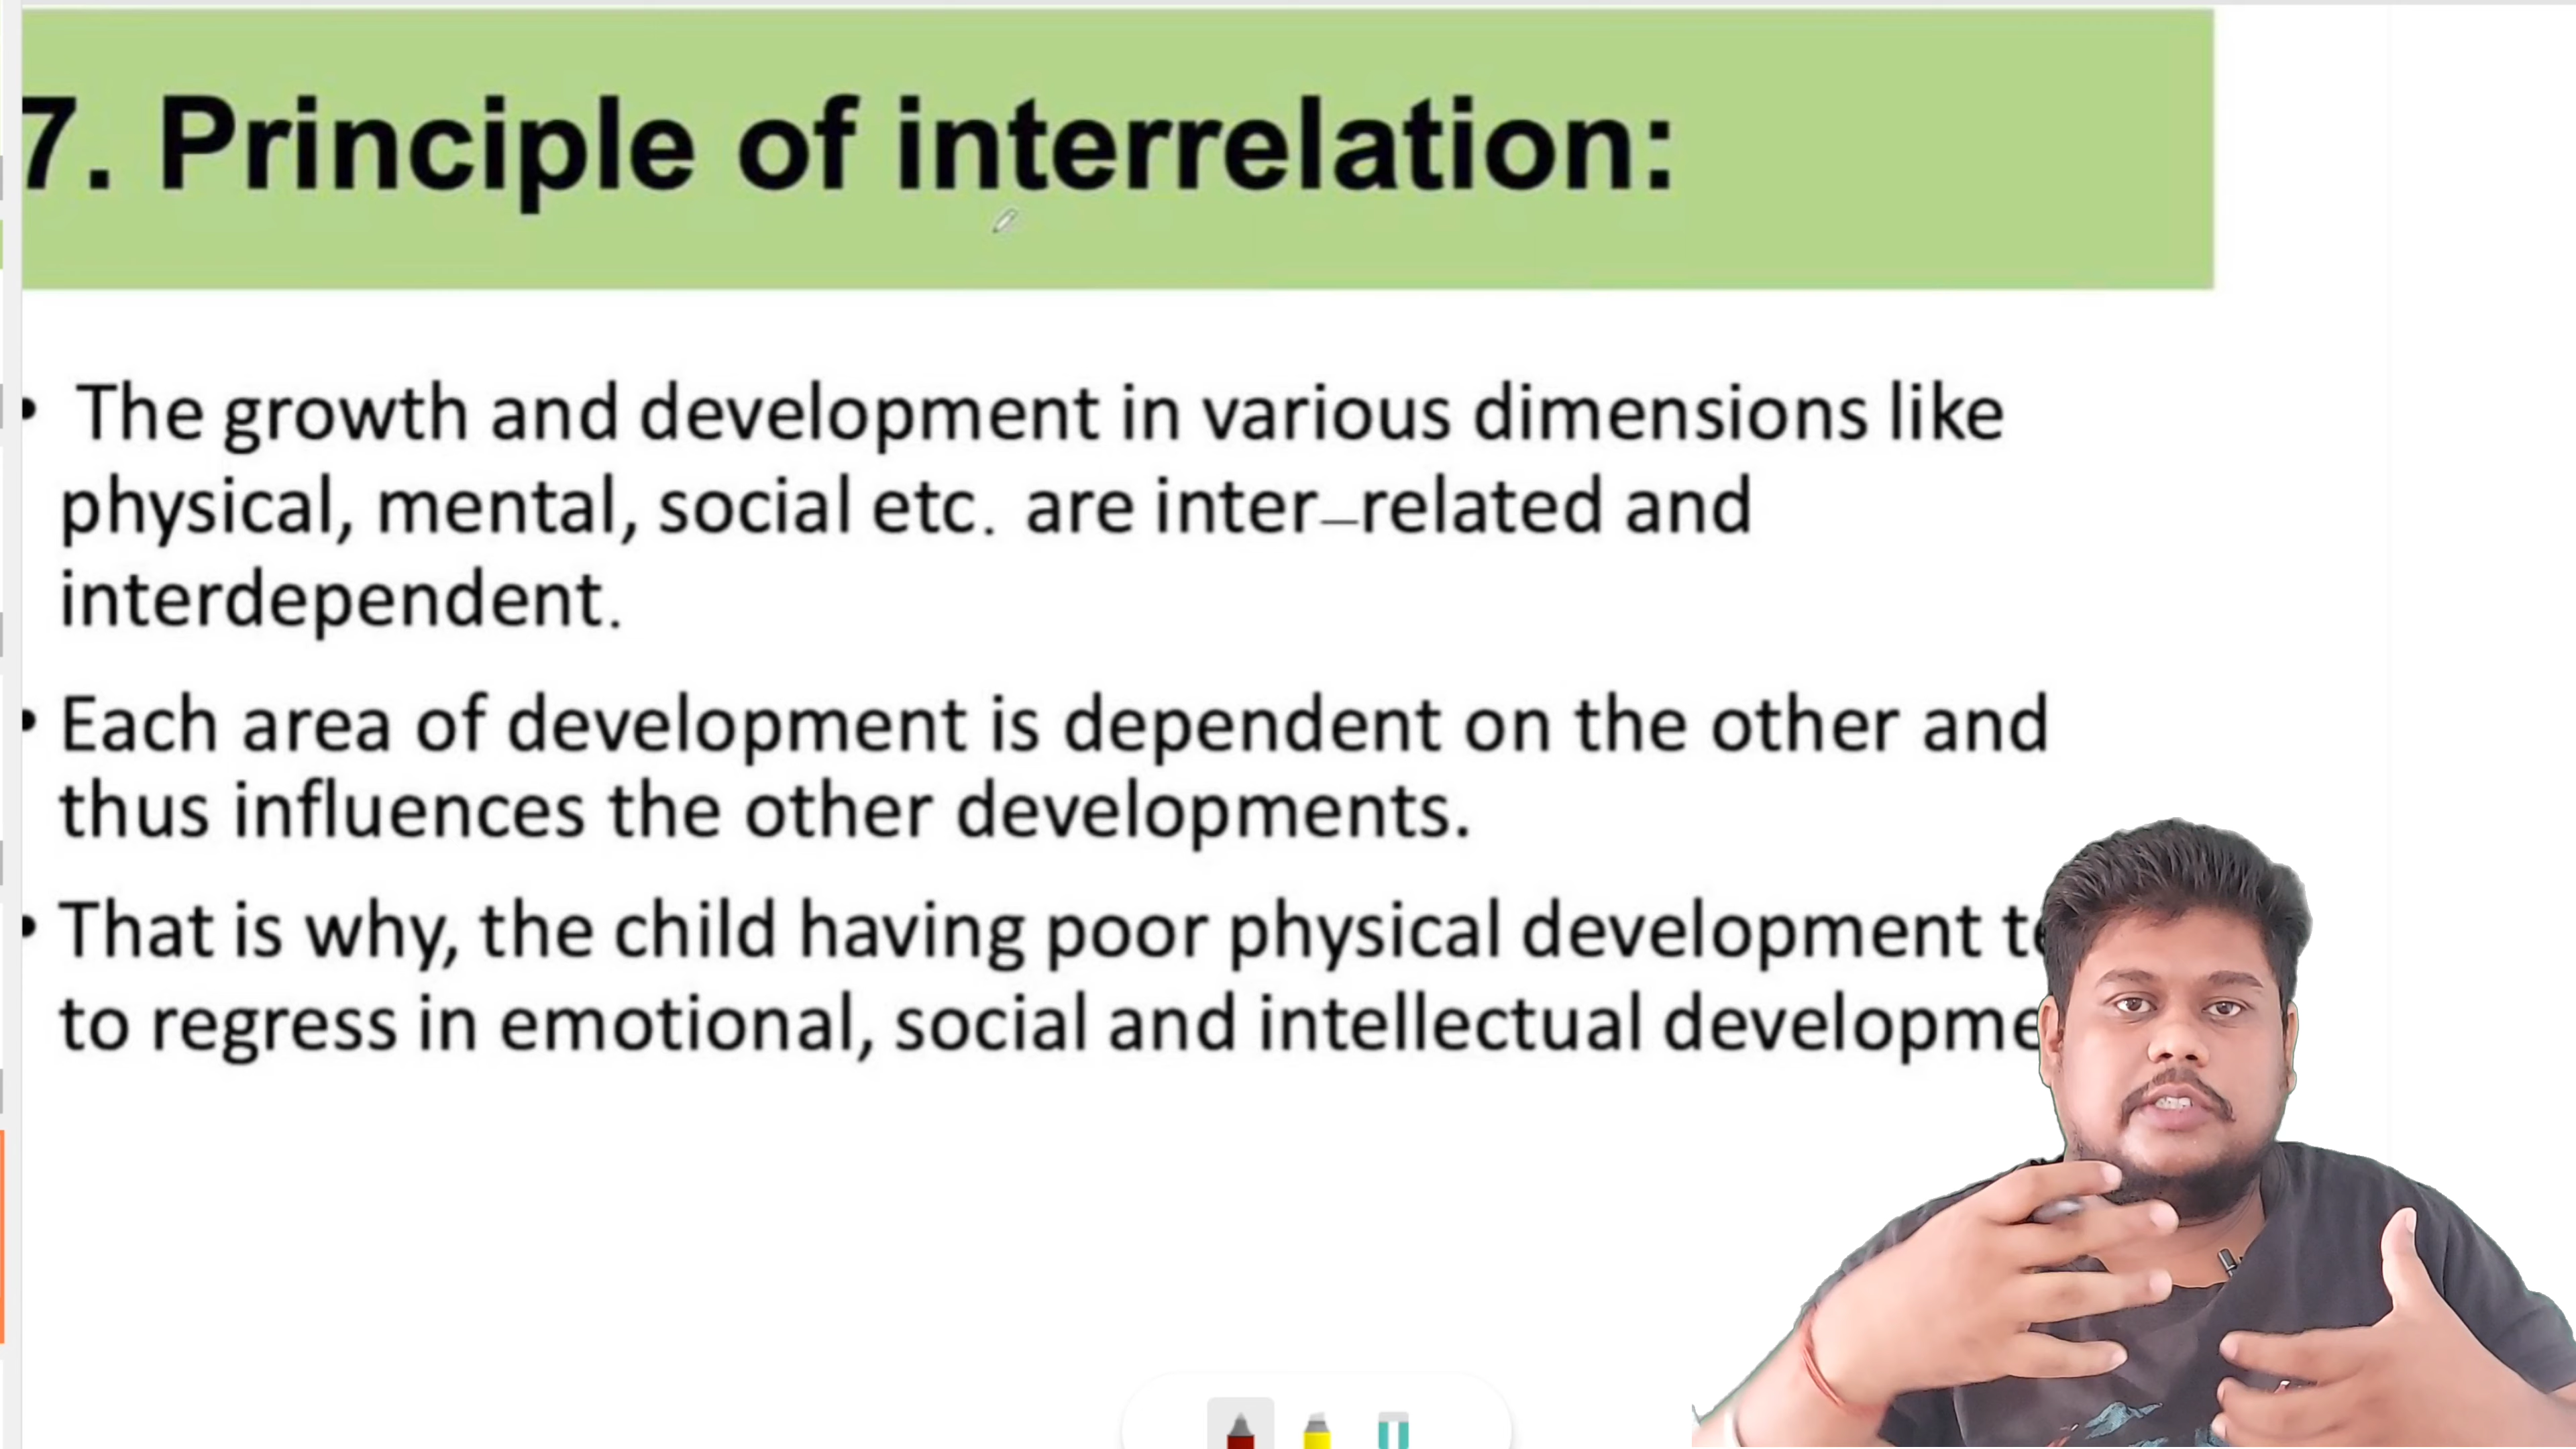 7. Principle of interrelation:
• The growth and development in various dimensions like
physical, mental, social etc. are inter–related and
interdependent.
• Each area of development is dependent on the other and
thus influences the other developments.
• That is why, the child having poor physical development
to regress in emotional, social and intellectual